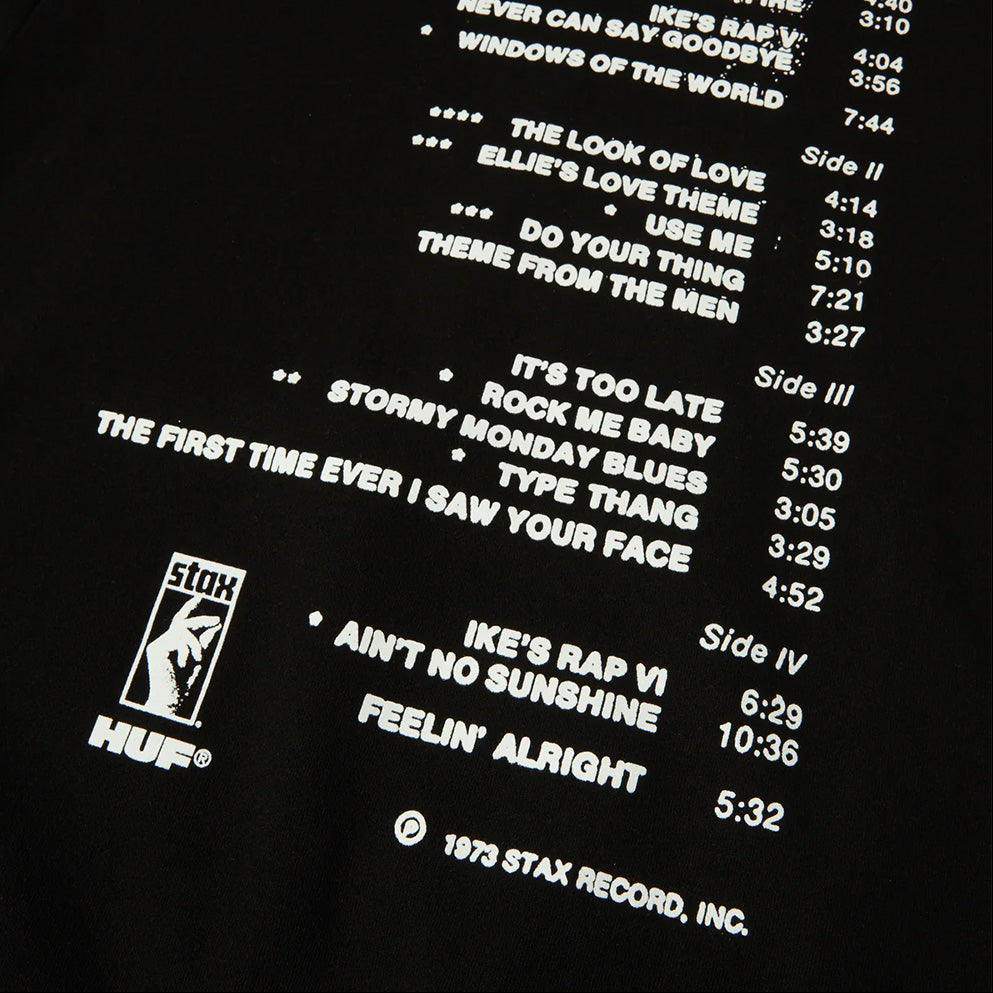 4:40
FIRE 3:10
IKE'S RAP V 4:04
NEVER CAN SAY GOODBYE 3:56
* WINDOWS OF THE WORLD 7:44
Side II
**** THE LOOK OF LOVE 4:14
*** ELLIE'S LOVE THEME 3:18
* USE ME 5:10
*** DO YOUR THING 7:21
THEME FROM THE MEN 3:27
Side III
IT'S TOO LATE 5:39
* ROCK ME BABY 5:30
** STORMY MONDAY BLUES 3:05
* TYPE THANG 3:29
THE FIRST TIME EVER I SAW YOUR FACE 4:52
Side IV
IKE'S RAP VI 6:29
* AIN'T NO SUNSHINE 10:36
FEELIN' ALRIGHT 5:32
stax
HUF®
℗ 1973 STAX RECORD, INC.